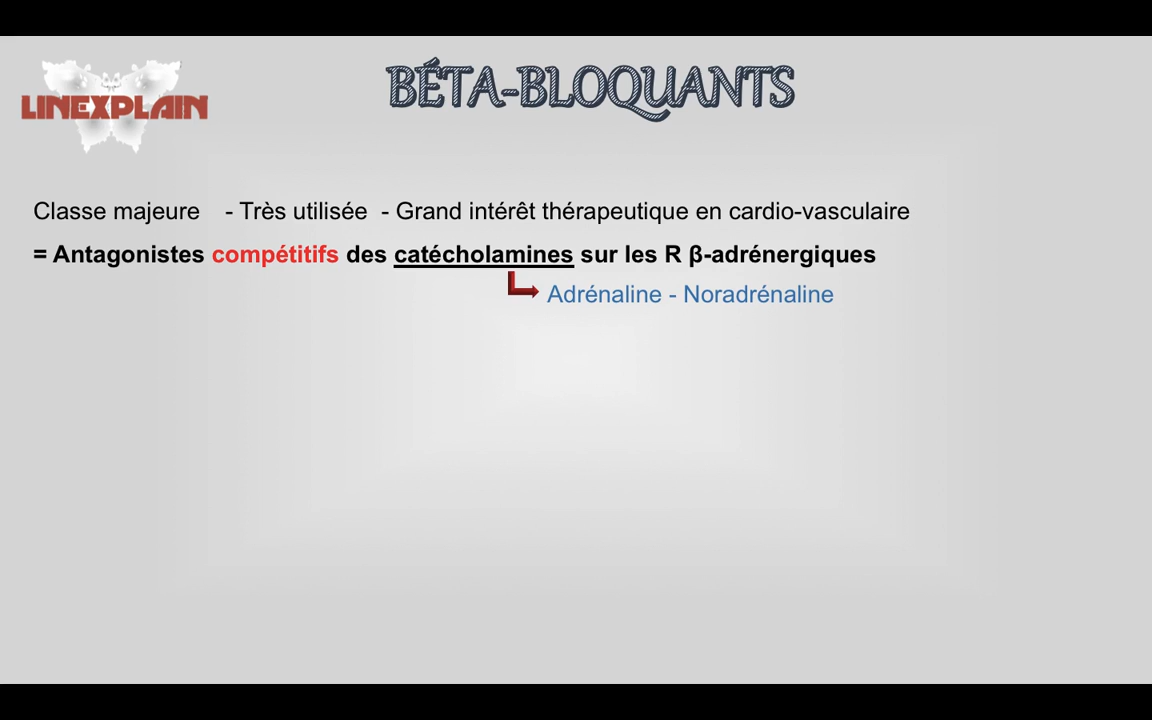 LINEXPLAIN
BÉTA-BLOQUANTS
Classe majeure - Très utilisée - Grand intérêt thérapeutique en cardio-vasculaire
= Antagonistes compétitifs des catécholamines sur les R β-adrénergiques
Adrénaline - Noradrénaline